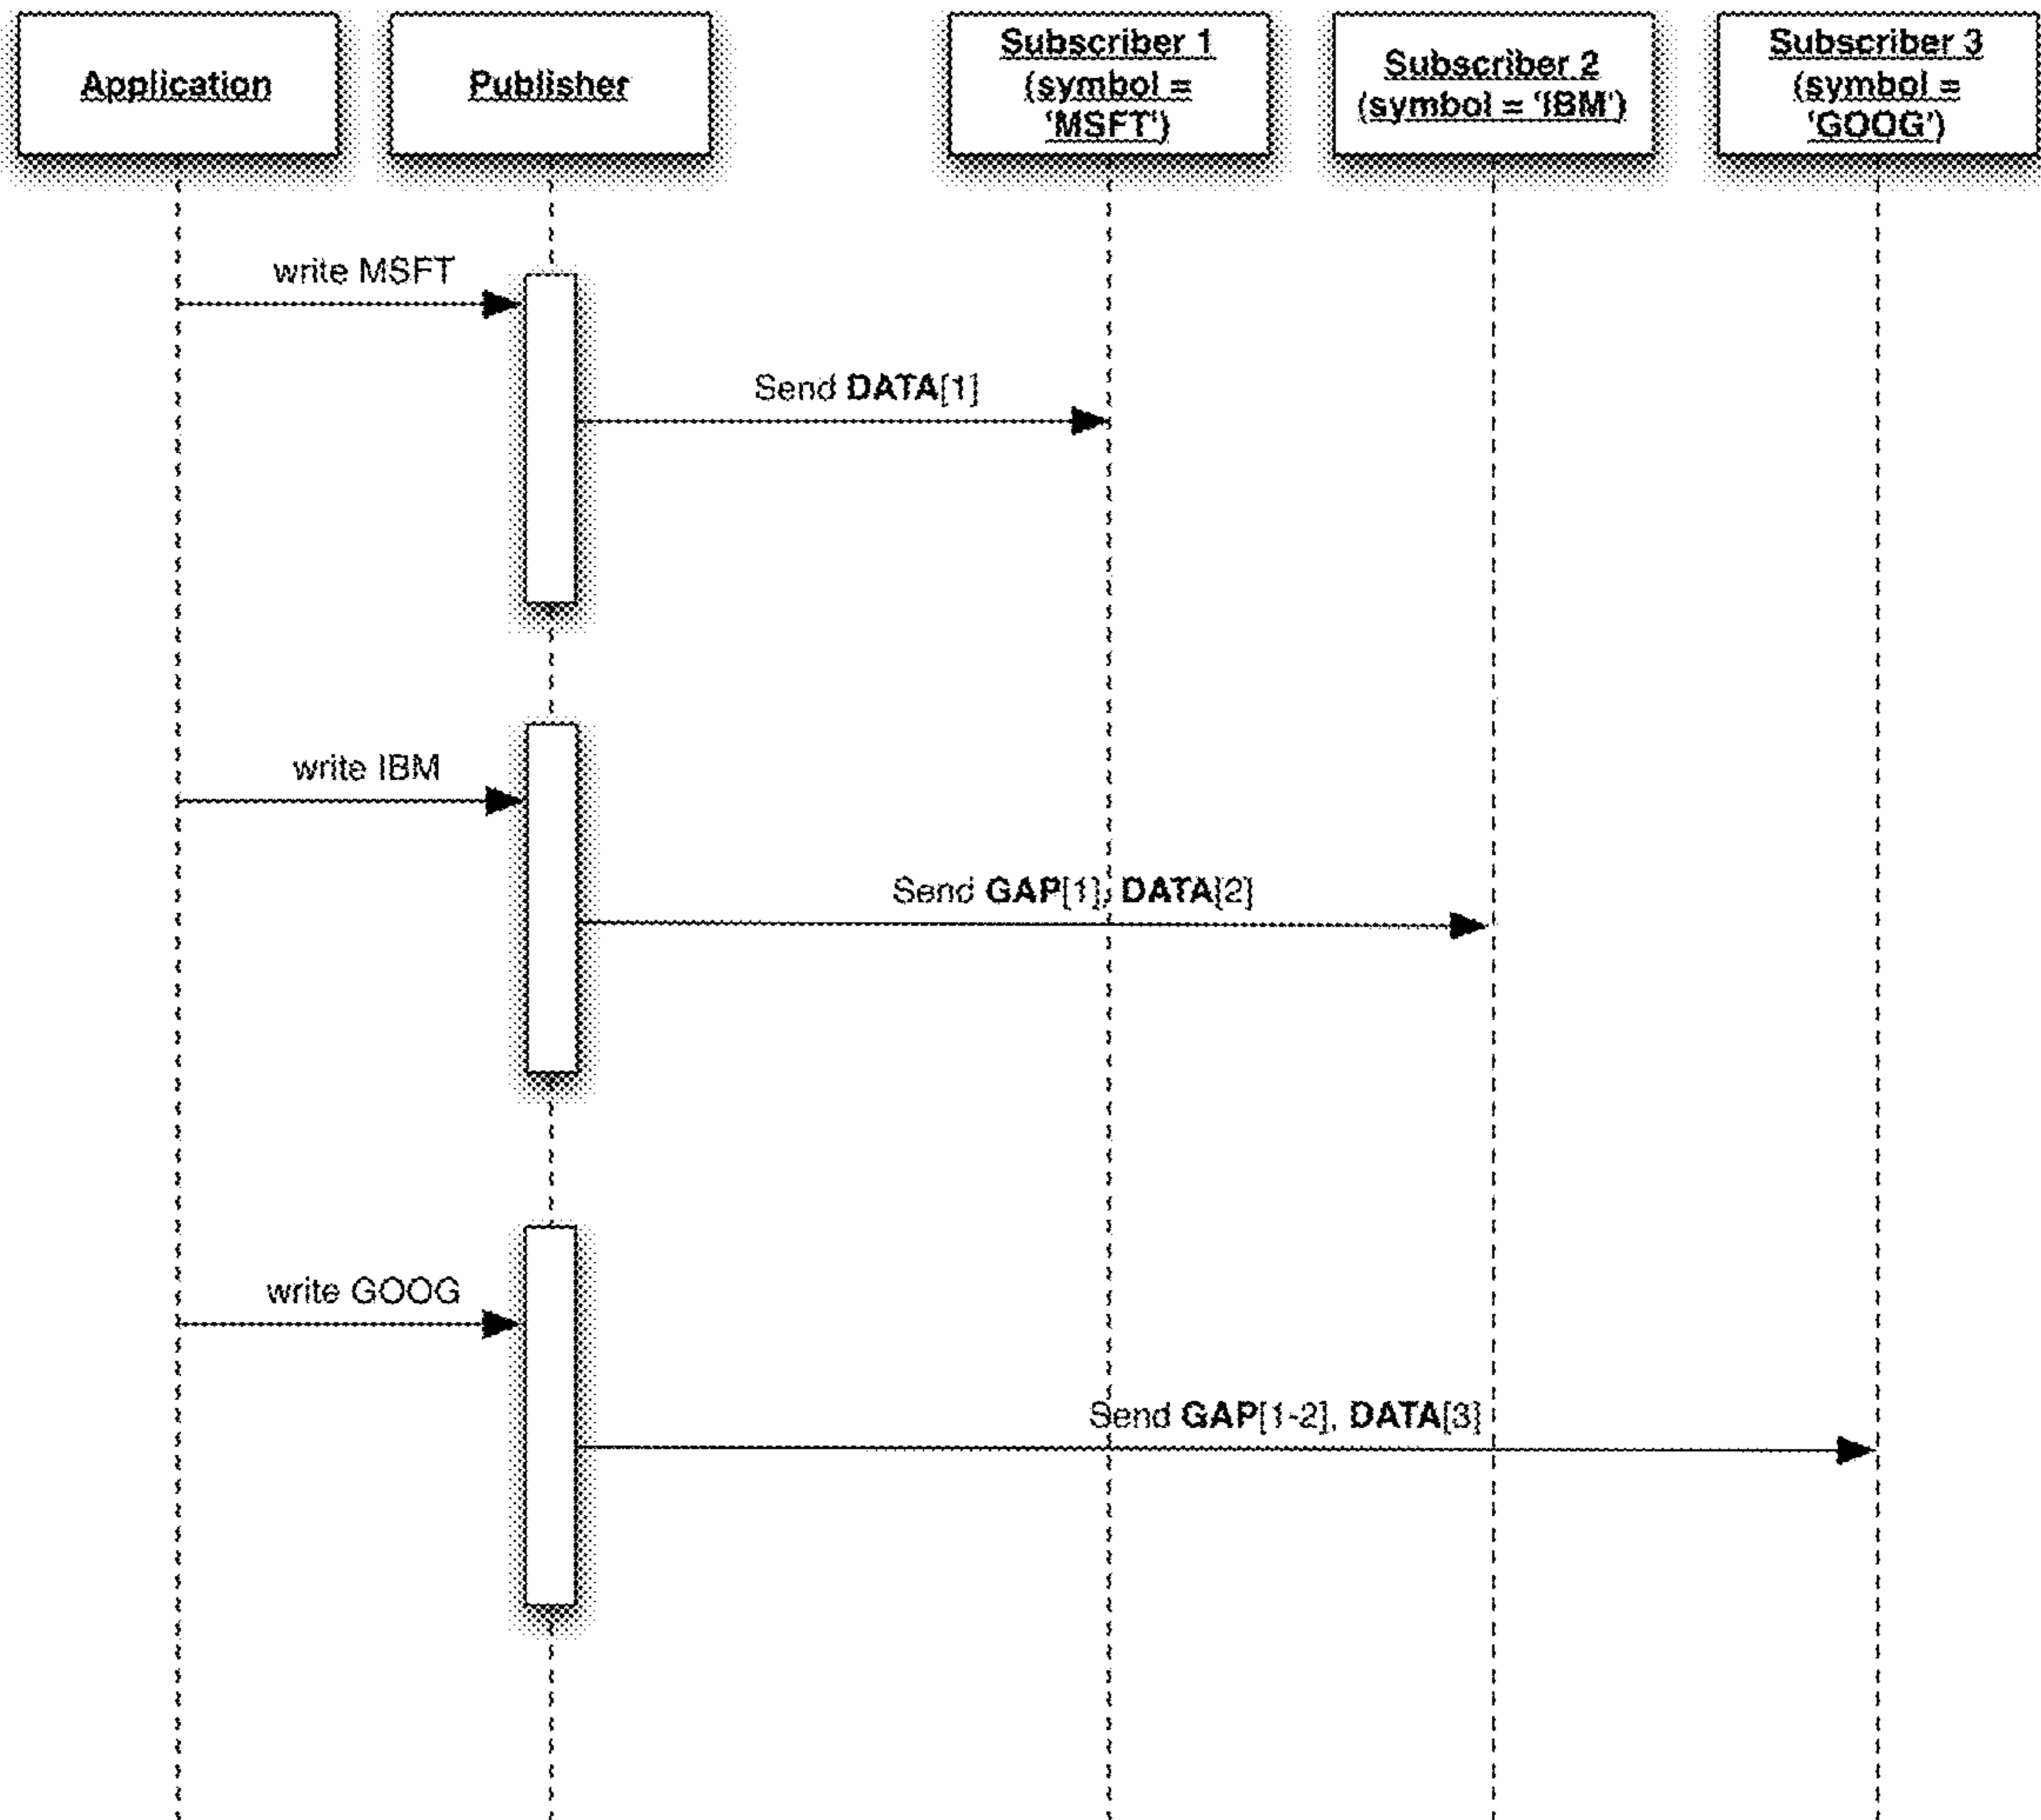 Application
Publisher
Subscriber 1
(symbol =
'MSFT')
Subscriber 2
(symbol = 'IBM')
Subscriber 3
(symbol =
'GOOG')
write MSFT
Send DATA[1]
write IBM
Send GAP[1], DATA[2]
write GOOG
Send GAP[1-2], DATA[3]